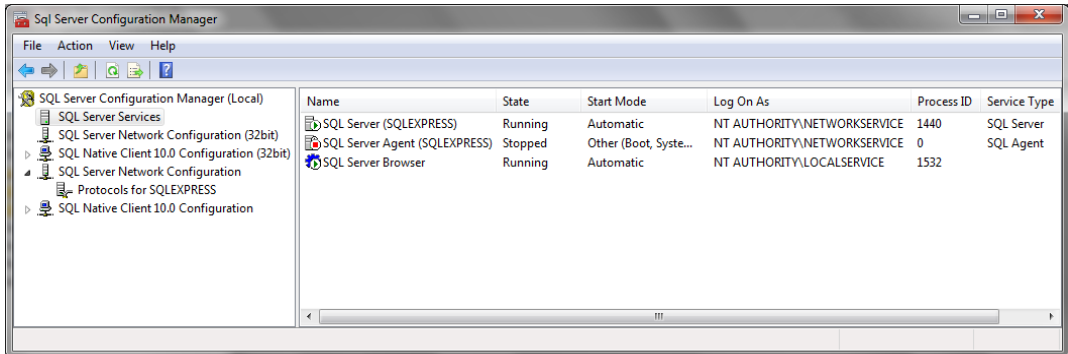 Sql Server Configuration Manager
File Action View Help
SQL Server Configuration Manager (Local)
SQL Server Services
SQL Server Network Configuration (32bit)
SQL Native Client 10.0 Configuration (32bit)
SQL Server Network Configuration
Protocols for SQLEXPRESS
SQL Native Client 10.0 Configuration
Name State Start Mode Log On As Process ID Service Type
SQL Server (SQLEXPRESS) Running Automatic NT AUTHORITY\NETWORKSERVICE 1440 SQL Server
SQL Server Agent (SQLEXPRESS) Stopped Other (Boot, Syste... NT AUTHORITY\NETWORKSERVICE 0 SQL Agent
SQL Server Browser Running Automatic NT AUTHORITY\LOCALSERVICE 1532